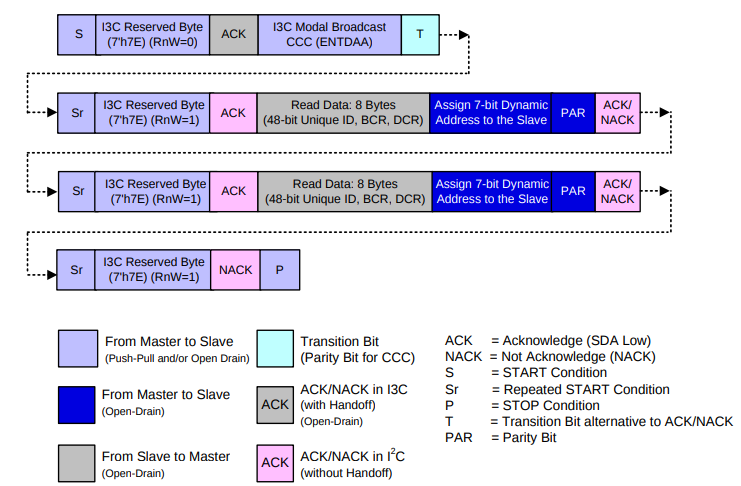 S I3C Reserved Byte ACK I3C Modal Broadcast T
(7'h7E) (RnW=0) CCC (ENTDAA)
Sr I3C Reserved Byte ACK Read Data: 8 Bytes Assign 7-bit Dynamic PAR ACK/
(7'h7E) (RnW=1) (48-bit Unique ID, BCR, DCR) Address to the Slave NACK
Sr I3C Reserved Byte ACK Read Data: 8 Bytes Assign 7-bit Dynamic PAR ACK/
(7'h7E) (RnW=1) (48-bit Unique ID, BCR, DCR) Address to the Slave NACK
Sr I3C Reserved Byte NACK P
(7'h7E) (RnW=1)
From Master to Slave
(Push-Pull and/or Open Drain)
From Master to Slave
(Open-Drain)
From Slave to Master
(Open-Drain)
Transition Bit
(Parity Bit for CCC)
ACK
ACK/NACK in I3C
(with Handoff)
(Open-Drain)
ACK
ACK/NACK in I²C
(without Handoff)
ACK = Acknowledge (SDA Low)
NACK = Not Acknowledge (NACK)
S = START Condition
Sr = Repeated START Condition
P = STOP Condition
T = Transition Bit alternative to ACK/NACK
PAR = Parity Bit